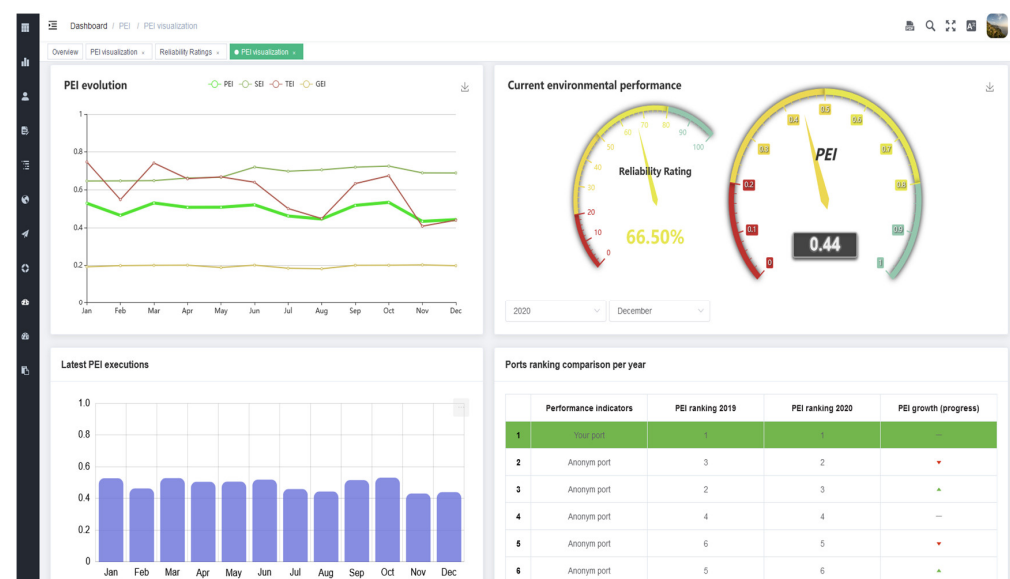 Dashboard / PEI / PEI visualization
Overview
PEI visualization ×
Reliability Ratings ×
PEI visualization ×
PEI evolution
PEI SEI TEI GEI
1
0.8
0.6
0.4
0.2
0
Jan Feb Mar Apr May Jun Jul Aug Sep Oct Nov Dec
Current environmental performance
0 10 20 30 40 50 60 70 80 90 100
Reliability Rating
66.50%
0 0.1 0.2 0.3 0.4 0.5 0.6 0.7 0.8 0.9 1
PEI
0.44
2020
December
Latest PEI executions
1.0
0.8
0.6
0.4
0.2
0
Jan Feb Mar Apr May Jun Jul Aug Sep Oct Nov Dec
Ports ranking comparison per year
Performance indicators PEI ranking 2019 PEI ranking 2020 PEI growth (progress)
1 Your port 1 1 —
2 Anonym port 3 2 ▼
3 Anonym port 2 3 ▲
4 Anonym port 4 4 —
5 Anonym port 6 5 ▼
6 Anonym port 5 6 ▲